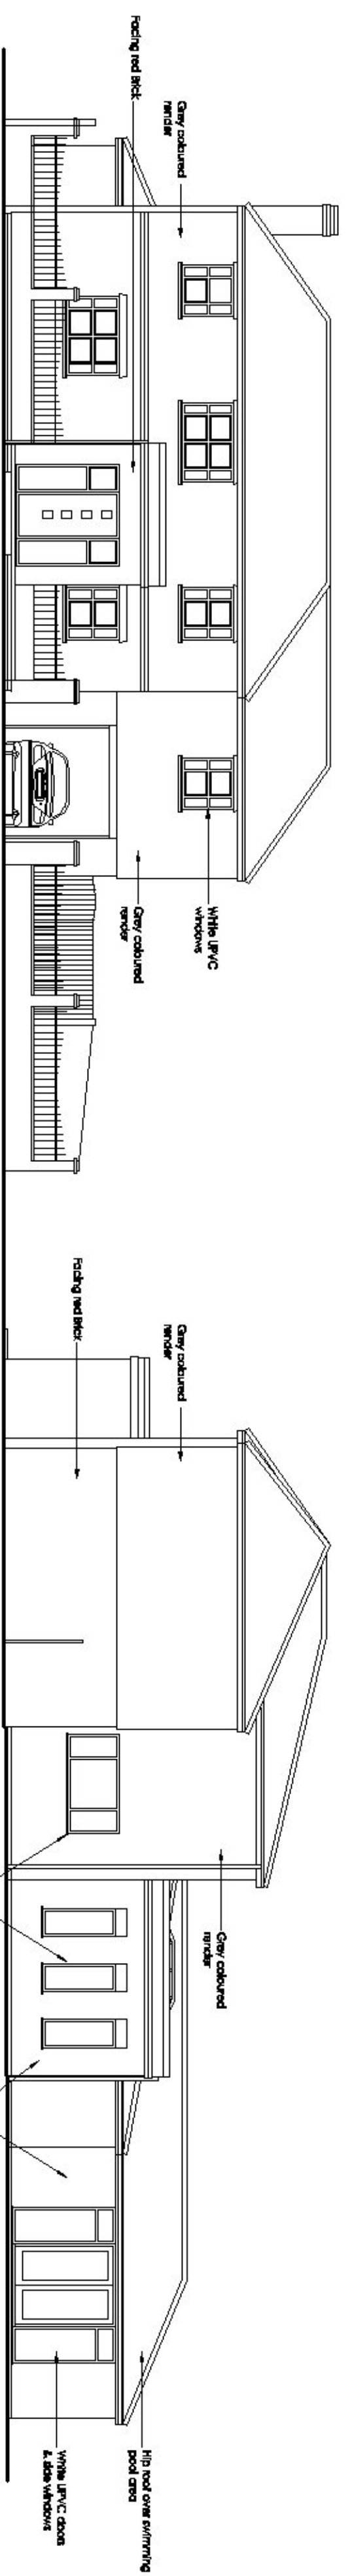 Facing red Brick
Grey coloured
render
White UPVC
windows
Grey coloured
render
Facing red Brick
Grey coloured
render
Grey coloured
render
Hip roof over swimming
pool area
White UPVC doors
& side windows